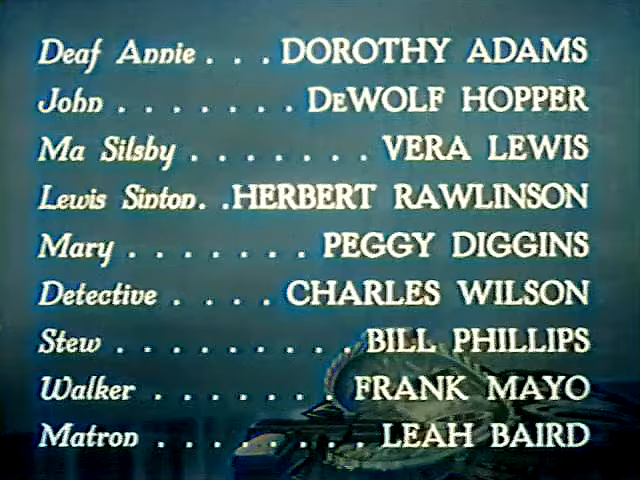 Deaf Annie . . . DOROTHY ADAMS
John . . . . . . . . DEWOLF HOPPER
Ma Silsby . . . . . . . VERA LEWIS
Lewis Sinton. . HERBERT RAWLINSON
Mary . . . . . . . PEGGY DIGGINS
Detective . . . . CHARLES WILSON
Stew . . . . . . . . . BILL PHILLIPS
Walker . . . . . . FRANK MAYO
Matron . . . . . . . . LEAH BAIRD